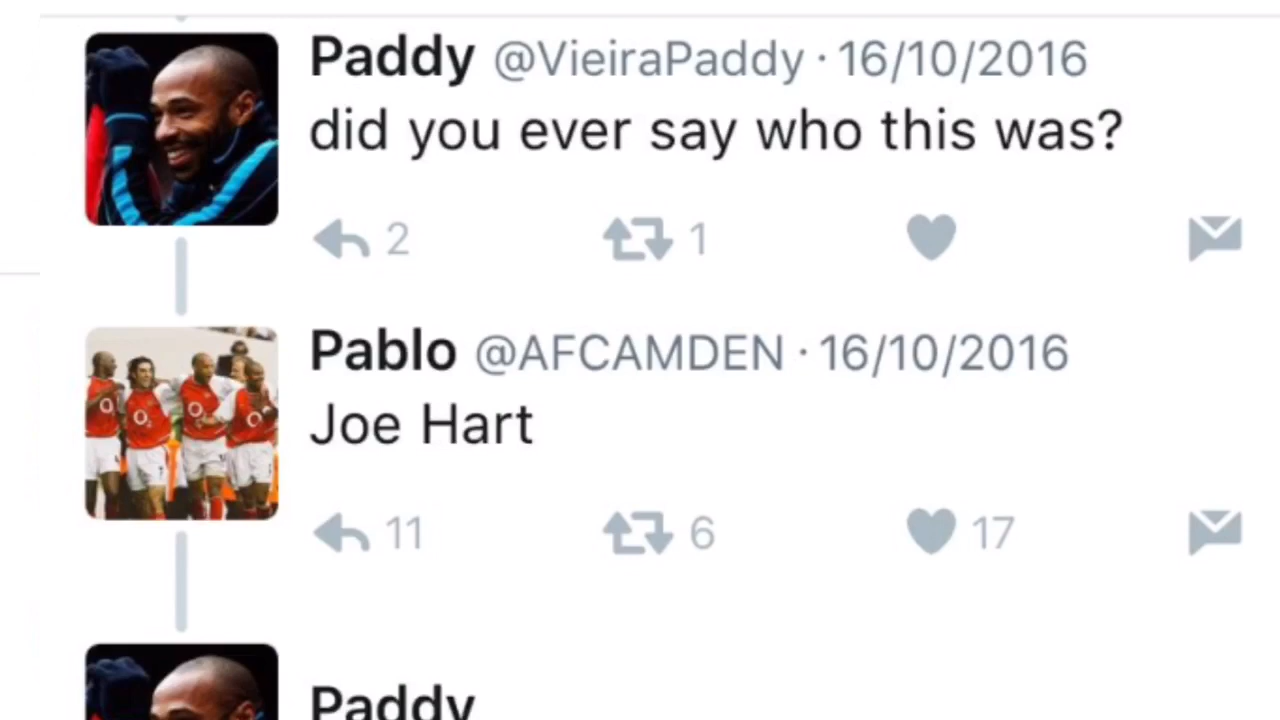 Paddy @VieiraPaddy · 16/10/2016
did you ever say who this was?
2 1
Pablo @AFCAMDEN · 16/10/2016
Joe Hart
11 6 17
Paddy